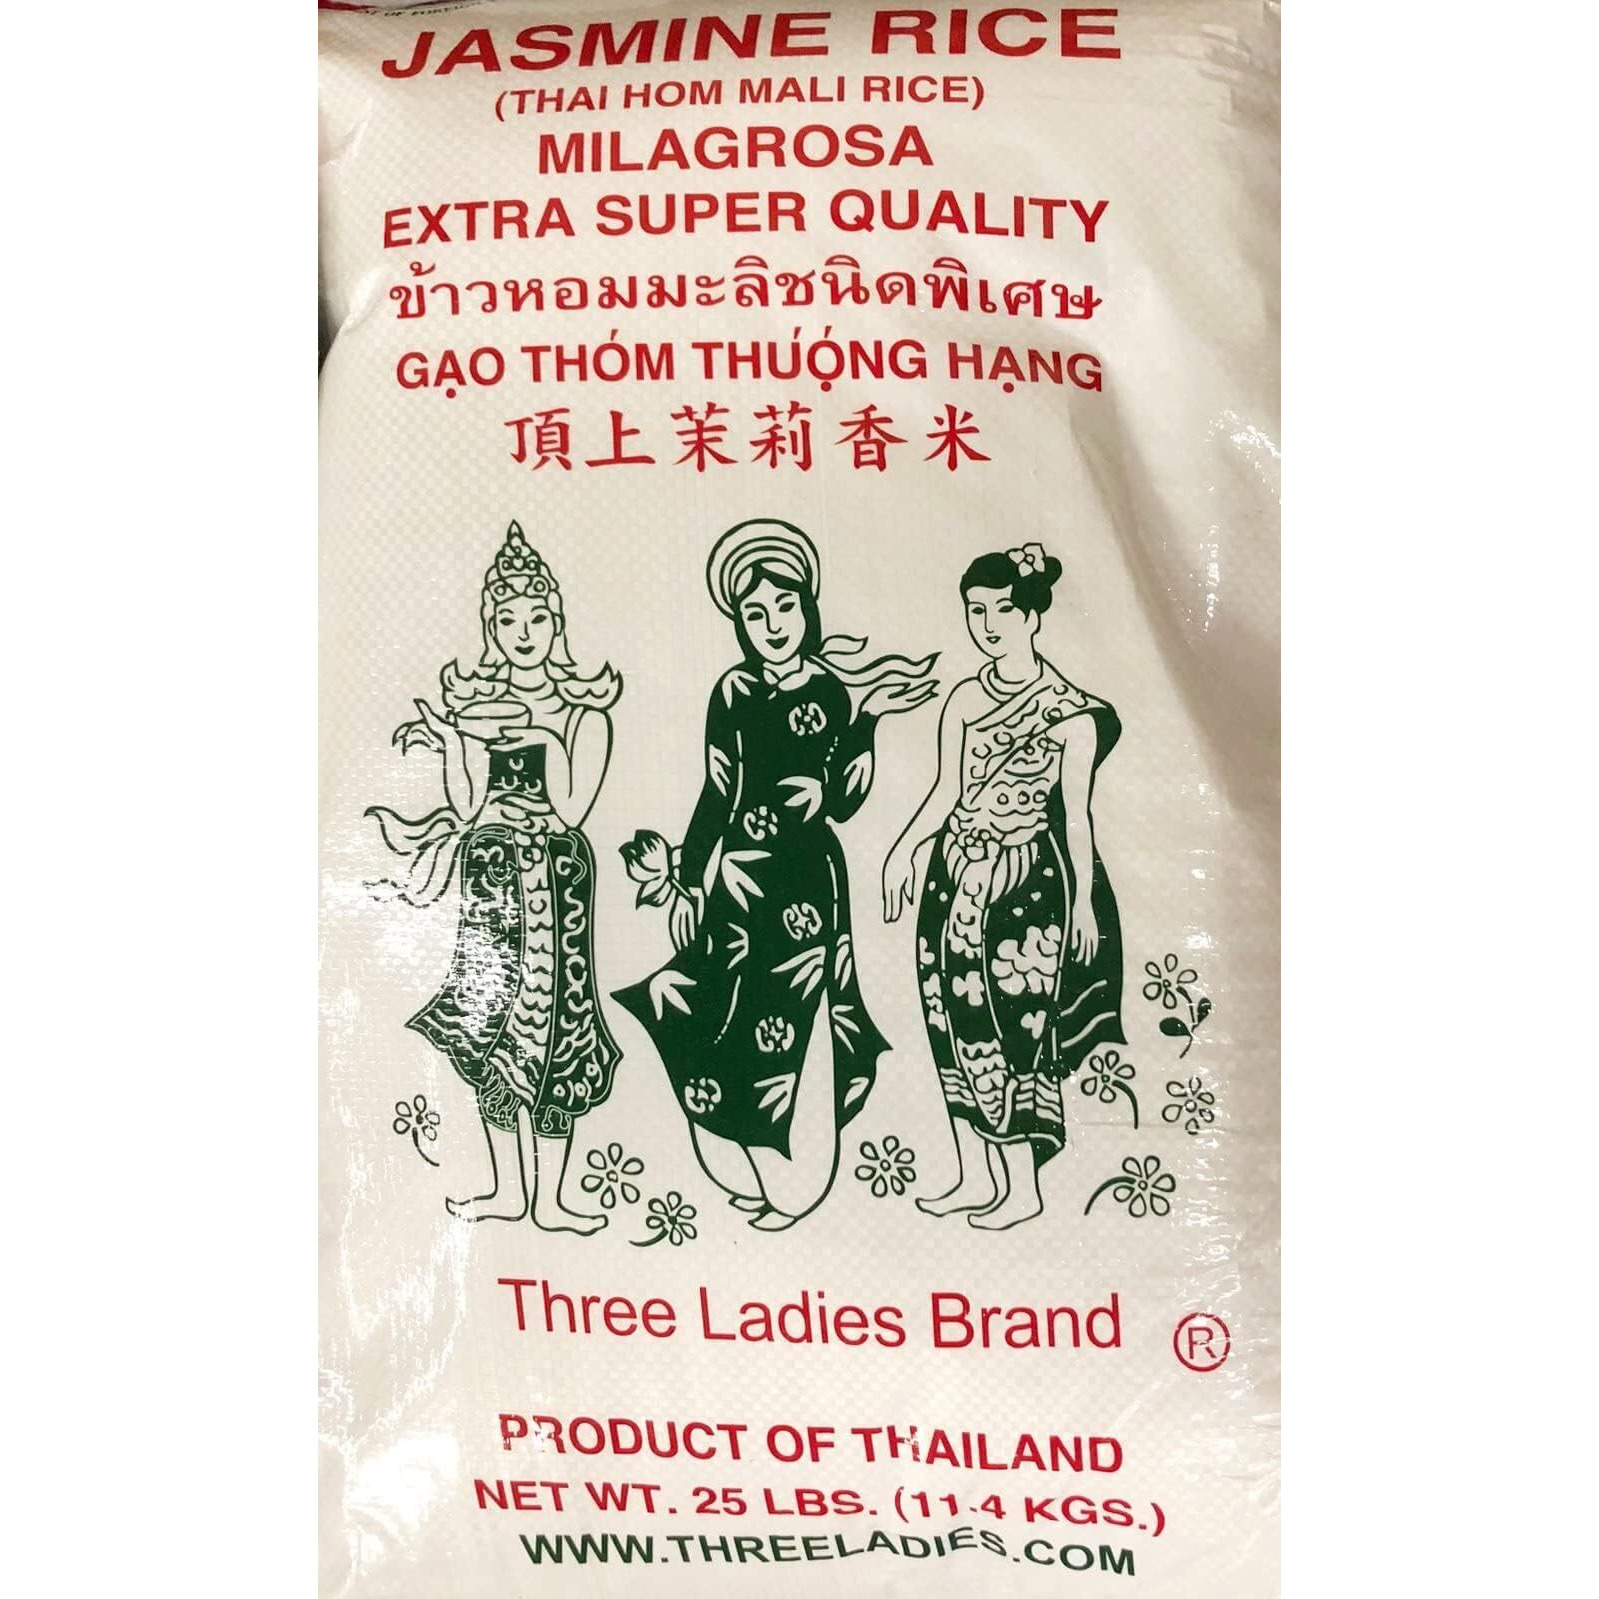 JASMINE RICE
(THAI HOM MALI RICE)
MILAGROSA
EXTRA SUPER QUALITY
ข้าวหอมมะลิชนิดพิเศษ
GẠO THÓM THÚỌ́NG HẠNG
頂上茉莉香米
Three Ladies Brand
®
PRODUCT OF THAILAND
NET WT. 25 LBS. (11.4 KGS.)
WWW.THREELADIES.COM